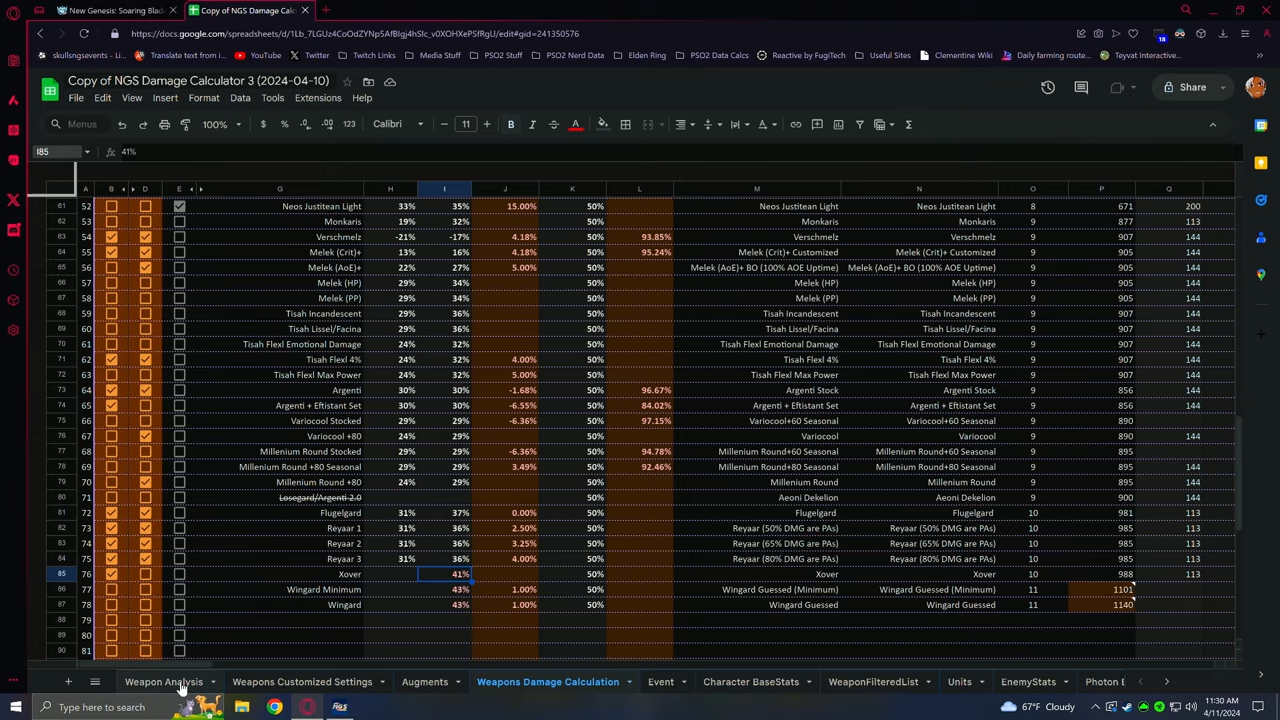 New Genesis: Soaring Blad
Copy of NGS Damage Calc
https://docs.google.com/spreadsheets/d/1Lb_7LGUz4CoOdZYNpSAfBIgj4hSlc_v0XOHXePSfRgU/edit#gid=241350576
18
skullsngsevents - Li...
Translate text from i...
YouTube
Twitter
Twitch Links
Media Stuff
PSO2 Stuff
PSO2 Nerd Data
Elden Ring
Reactive by FugiTech
Useful Sites
Clementine Wiki
Daily farming route...
Teyvat Interactive...
Copy of NGS Damage Calculator 3 (2024-04-10)
File Edit View Insert Format Data Tools Extensions Help
Share
Menus 100% $ % .0 .00 123 Calibri 11 B I A
I85 fx 41%
A B D E G H I J K L M N O P Q
61 52 Neos Justitean Light 33% 35% 15.00% 50% Neos Justitean Light Neos Justitean Light 8 671 200
62 53 Monkaris 19% 32% 50% Monkaris Monkaris 9 877 113
63 54 Verschmelz -21% -17% 4.18% 50% 93.85% Verschmelz Verschmelz 9 907 144
64 55 Melek (Crit)+ 13% 16% 4.18% 50% 95.24% Melek (Crit)+ Customized Melek (Crit)+ Customized 9 905 144
65 56 Melek (AoE)+ 22% 27% 5.00% 50% Melek (AoE)+ BO (100% AOE Uptime) Melek (AoE)+ BO (100% AOE Uptime) 9 905 144
66 57 Melek (HP) 29% 34% 50% Melek (HP) Melek (HP) 9 905 144
67 58 Melek (PP) 29% 34% 50% Melek (PP) Melek (PP) 9 905 144
68 59 Tisah Incandescent 29% 36% 50% Tisah Incandescent Tisah Incandescent 9 907 144
69 60 Tisah Lissel/Facina 29% 36% 50% Tisah Lissel/Facina Tisah Lissel/Facina 9 907 144
70 61 Tisah Flexl Emotional Damage 24% 32% 50% Tisah Flexl Emotional Damage Tisah Flexl Emotional Damage 9 907 144
71 62 Tisah Flexl 4% 24% 32% 4.00% 50% Tisah Flexl 4% Tisah Flexl 4% 9 907 144
72 63 Tisah Flexl Max Power 24% 32% 5.00% 50% Tisah Flexl Max Power Tisah Flexl Max Power 9 907 144
73 64 Argenti 30% 30% -1.68% 50% 96.67% Argenti Stock Argenti Stock 9 856 144
74 65 Argenti + Eftistant Set 30% 30% -6.55% 50% 84.02% Argenti + Eftistant Set Argenti + Eftistant Set 9 856 144
75 66 Variocool Stocked 29% 29% -6.36% 50% 97.15% Variocool+60 Seasonal Variocool+60 Seasonal 9 890
76 67 Variocool +80 24% 29% 50% Variocool Variocool 9 890 144
77 68 Millenium Round Stocked 29% 29% -6.36% 50% 94.78% Millenium Round+60 Seasonal Millenium Round+60 Seasonal 9 895
78 69 Millenium Round +80 Seasonal 29% 29% 3.49% 50% 92.46% Millenium Round+80 Seasonal Millenium Round+80 Seasonal 9 895 144
79 70 Millenium Round +80 24% 29% 50% Millenium Round Millenium Round 9 895 144
80 71 Losegard/Argenti 2.0 50% Aeoni Dekelion Aeoni Dekelion 9 900 144
81 72 Flugelgard 31% 37% 0.00% 50% Flugelgard Flugelgard 10 981 113
82 73 Reyaar 1 31% 36% 2.50% 50% Reyaar (50% DMG are PAs) Reyaar (50% DMG are PAs) 10 985 113
83 74 Reyaar 2 31% 36% 3.25% 50% Reyaar (65% DMG are PAs) Reyaar (65% DMG are PAs) 10 985 113
84 75 Reyaar 3 31% 36% 4.00% 50% Reyaar (80% DMG are PAs) Reyaar (80% DMG are PAs) 10 985 113
85 76 Xover 41% 50% Xover Xover 10 988 113
86 77 Wingard Minimum 43% 1.00% 50% Wingard Guessed (Minimum) Wingard Guessed (Minimum) 11 1101
87 78 Wingard 43% 1.00% 50% Wingard Guessed Wingard Guessed 11 1140
88 79
89 80
90 81
Weapon Analysis Weapons Customized Settings Augments Weapons Damage Calculation Event Character BaseStats WeaponFilteredList Units EnemyStats Photon B
Type here to search
67°F Cloudy
11:30 AM
4/11/2024